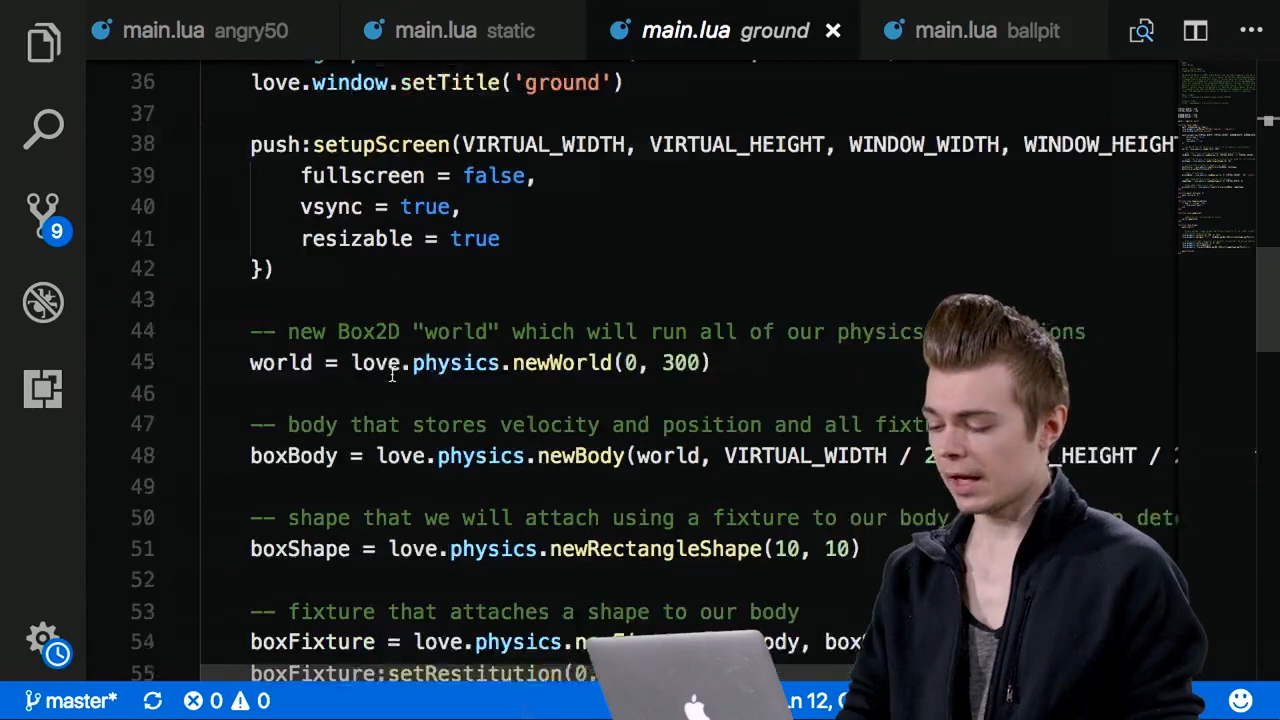 main.lua angry50
main.lua static
main.lua ground
main.lua ballpit
36 love.window.setTitle('ground')
37
38 push:setupScreen(VIRTUAL_WIDTH, VIRTUAL_HEIGHT, WINDOW_WIDTH, WINDOW_HEIGH
39 fullscreen = false,
40 vsync = true,
41 resizable = true
42 })
43
44 -- new Box2D "world" which will run all of our physics
45 world = love.physics.newWorld(0, 300)
46
47 -- body that stores velocity and position and all
48 boxBody = love.physics.newBody(world, VIRTUAL_WIDTH / 2 _HEIGHT /
49
50 -- shape that we will attach using a fixture to our body
51 boxShape = love.physics.newRectangleShape(10, 10)
52
53 -- fixture that attaches a shape to our body
54 boxFixture = love.physics.
55 boxFixture:setRestitution(0.
9
master* 0 0
Ln 12,